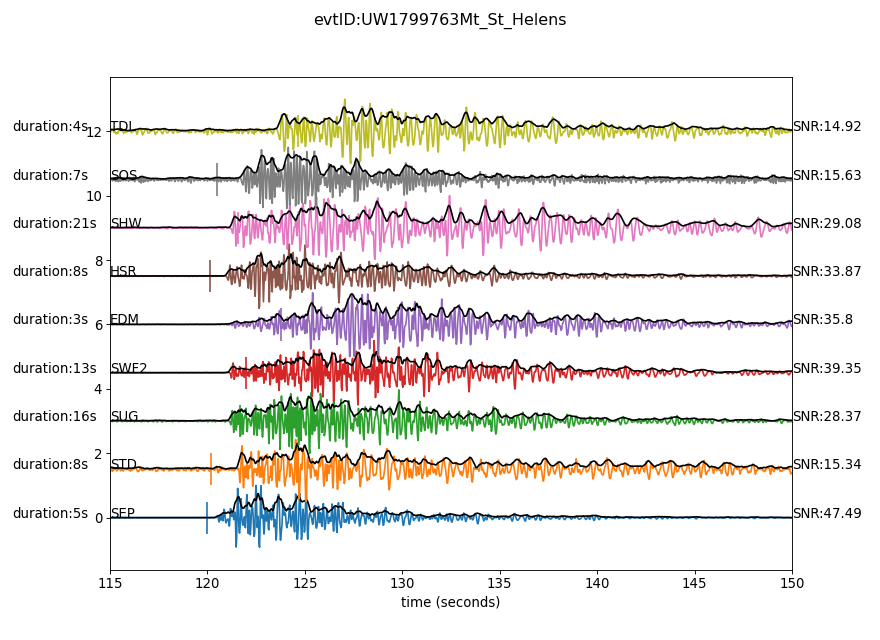 evtID:UW1799763Mt_St_Helens
duration:4s TDL SNR:14.92
12
duration:7s SOS SNR:15.63
10
duration:21s SHW SNR:29.08
8
duration:8s HSR SNR:33.87
duration:3s EDM SNR:35.8
6
duration:13s SWF2 SNR:39.35
4
duration:16s SUG SNR:28.37
duration:8s STD SNR:15.34
2
duration:5s SEP SNR:47.49
0
115 120 125 130 135 140 145 150
time (seconds)